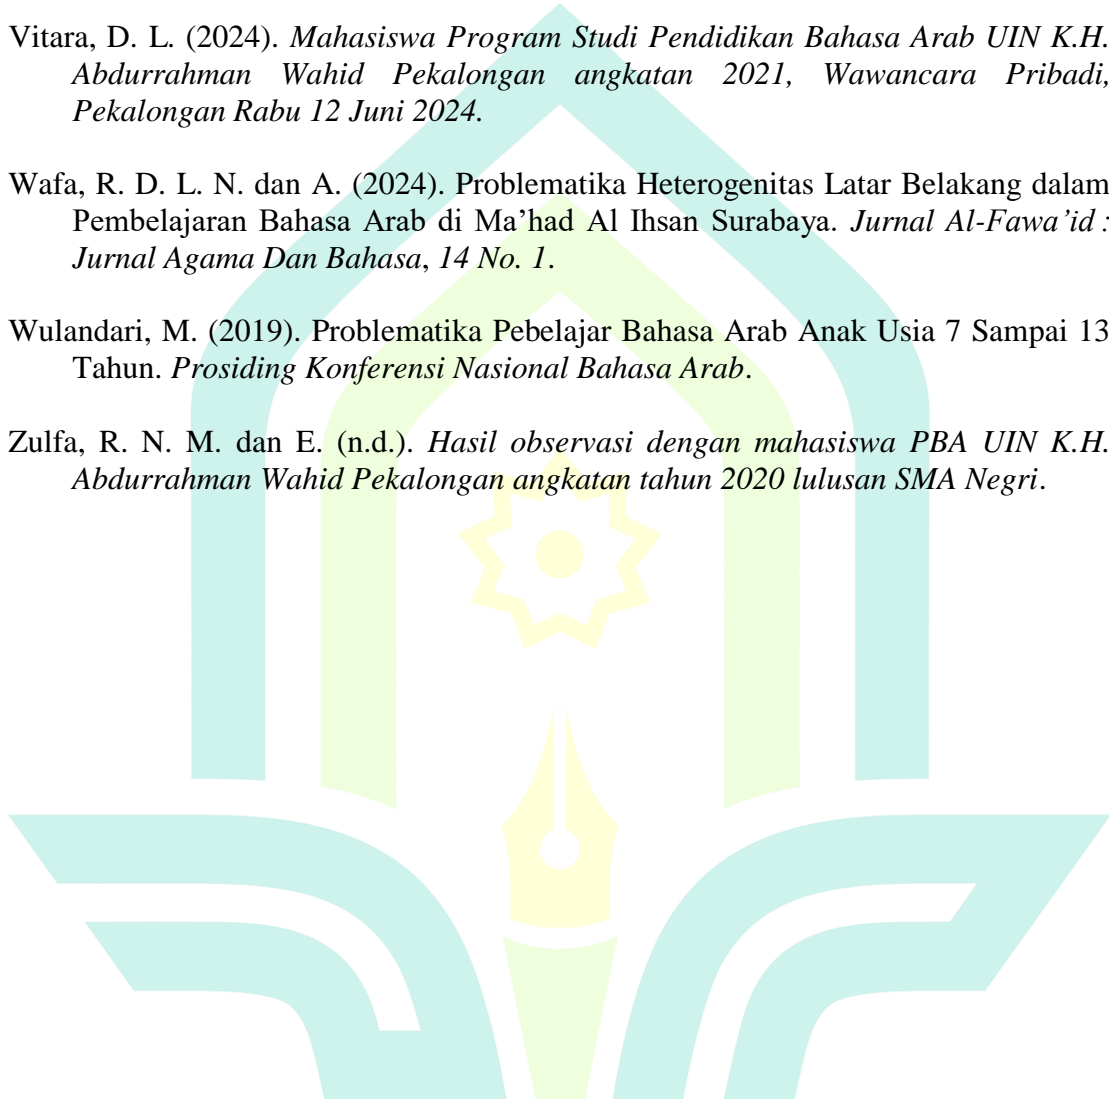 Vitara, D. L. (2024). Mahasiswa Program Studi Pendidikan Bahasa Arab UIN K.H.
Abdurrahman Wahid Pekalongan angkatan 2021, Wawancara Pribadi,
Pekalongan Rabu 12 Juni 2024.
Wafa, R. D. L. N. dan A. (2024). Problematika Heterogenitas Latar Belakang dalam
Pembelajaran Bahasa Arab di Ma’had Al Ihsan Surabaya. Jurnal Al-Fawa’id :
Jurnal Agama Dan Bahasa, 14 No. 1.
Wulandari, M. (2019). Problematika Pebelajar Bahasa Arab Anak Usia 7 Sampai 13
Tahun. Prosiding Konferensi Nasional Bahasa Arab.
Zulfa, R. N. M. dan E. (n.d.). Hasil observasi dengan mahasiswa PBA UIN K.H.
Abdurrahman Wahid Pekalongan angkatan tahun 2020 lulusan SMA Negri.